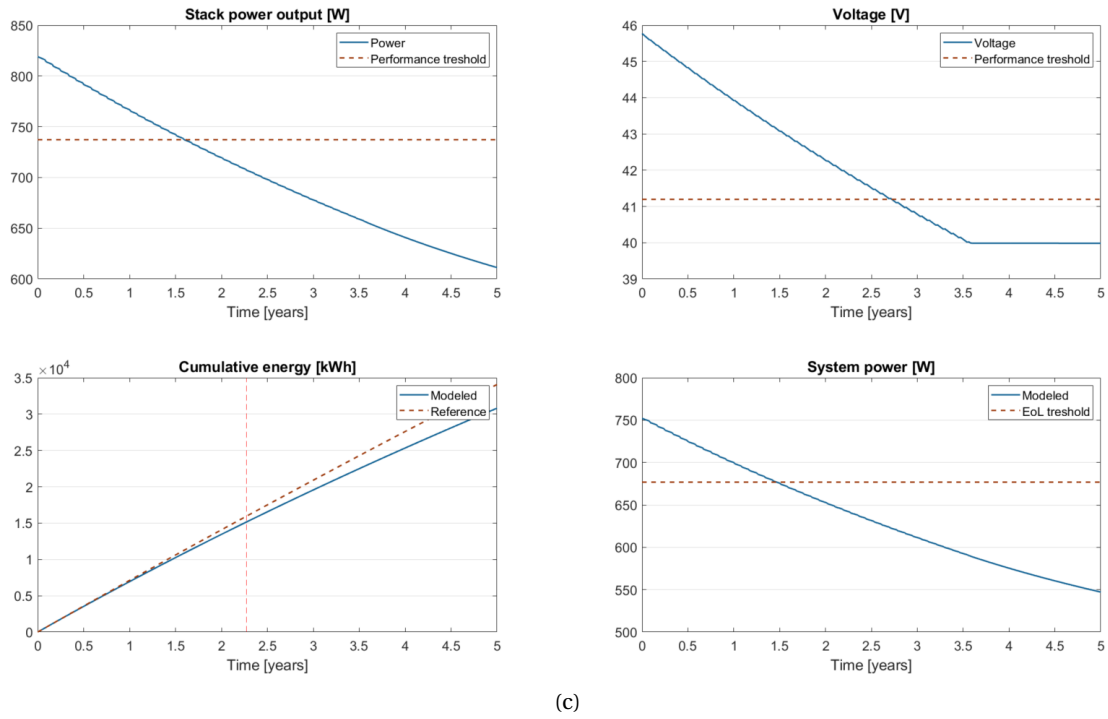 Stack power output [W]
850
800
750
700
650
600
Power
Performance treshold
0 0.5 1 1.5 2 2.5 3 3.5 4 4.5 5
Time [years]
Voltage [V]
46
45
44
43
42
41
40
39
Voltage
Performance treshold
0 0.5 1 1.5 2 2.5 3 3.5 4 4.5 5
Time [years]
Cumulative energy [kWh]
×10⁴
3.5
3
2.5
2
1.5
1
0.5
0
Modeled
Reference
0 0.5 1 1.5 2 2.5 3 3.5 4 4.5 5
Time [years]
System power [W]
800
750
700
650
600
550
500
Modeled
EoL treshold
0 0.5 1 1.5 2 2.5 3 3.5 4 4.5 5
Time [years]
(c)